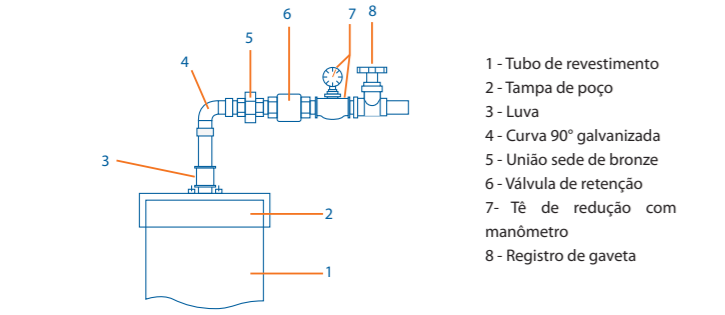 6
7
8
5
4
3
2
1
1 - Tubo de revestimento
2 - Tampa de poço
3 - Luva
4 - Curva 90° galvanizada
5 - União sede de bronze
6 - Válvula de retenção
7- Tê de redução com
manômetro
8 - Registro de gaveta